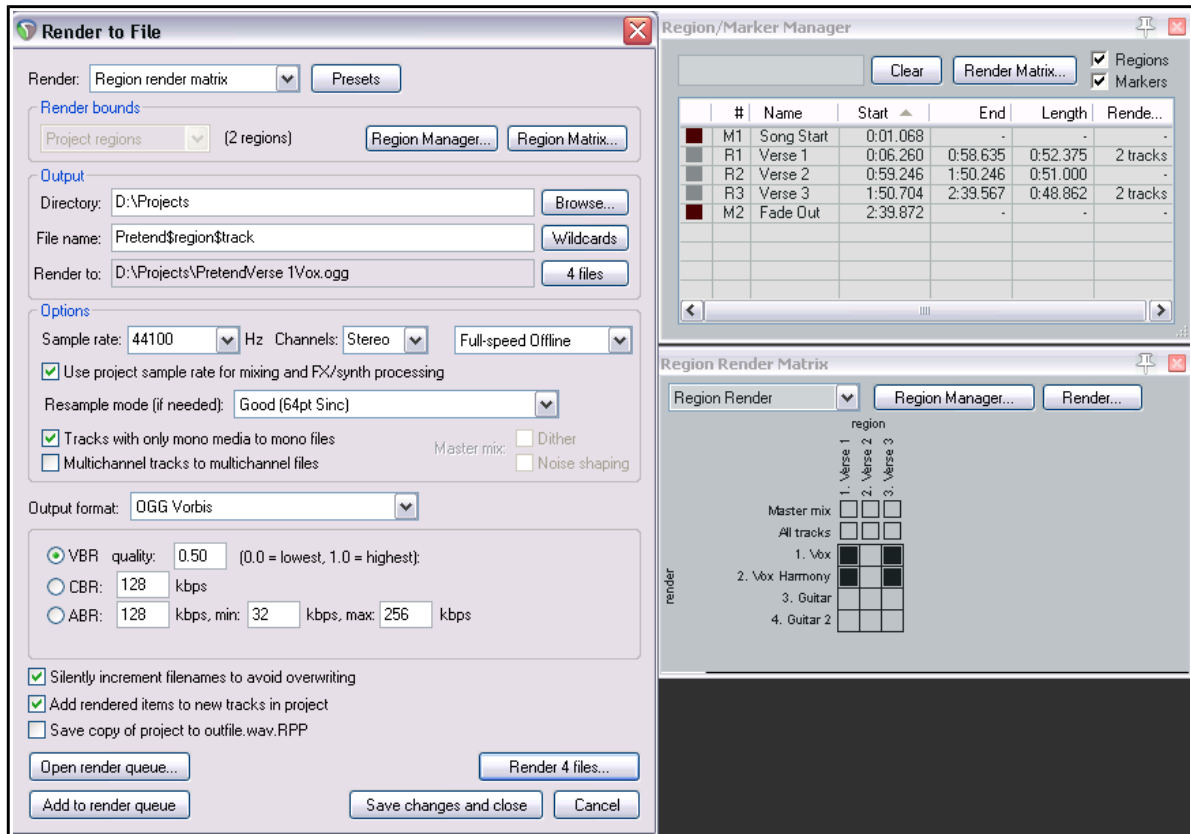 Render to File
Render: Region render matrix Presets
Render bounds
Project regions (2 regions) Region Manager... Region Matrix...
Output
Directory: D:\Projects Browse...
File name: Pretend$region$track Wildcards
Render to: D:\Projects\PretendVerse 1Vox.ogg 4 files
Options
Sample rate: 44100 Hz Channels: Stereo Full-speed Offline
Use project sample rate for mixing and FX/synth processing
Resample mode (if needed): Good (64pt Sinc)
Tracks with only mono media to mono files
Multichannel tracks to multichannel files
Master mix: Dither
Noise shaping
Output format: OGG Vorbis
VBR quality: 0.50 (0.0 = lowest, 1.0 = highest):
CBR: 128 kbps
ABR: 128 kbps, min: 32 kbps, max: 256 kbps
Silently increment filenames to avoid overwriting
Add rendered items to new tracks in project
Save copy of project to outfile.wav.RPP
Open render queue... Render 4 files...
Add to render queue Save changes and close Cancel
Region/Marker Manager
Clear Render Matrix... Regions
Markers
# Name Start End Length Rende...
M1 Song Start 0:01.068 - - -
R1 Verse 1 0:06.260 0:58.635 0:52.375 2 tracks
R2 Verse 2 0:59.246 1:50.246 0:51.000 -
R3 Verse 3 1:50.704 2:39.567 0:48.862 2 tracks
M2 Fade Out 2:39.872 - - -
Region Render Matrix
Region Render Region Manager... Render...
region
1. Verse 1
2. Verse 2
3. Verse 3
Master mix
All tracks
1. Vox
2. Vox Harmony
3. Guitar
4. Guitar 2
render